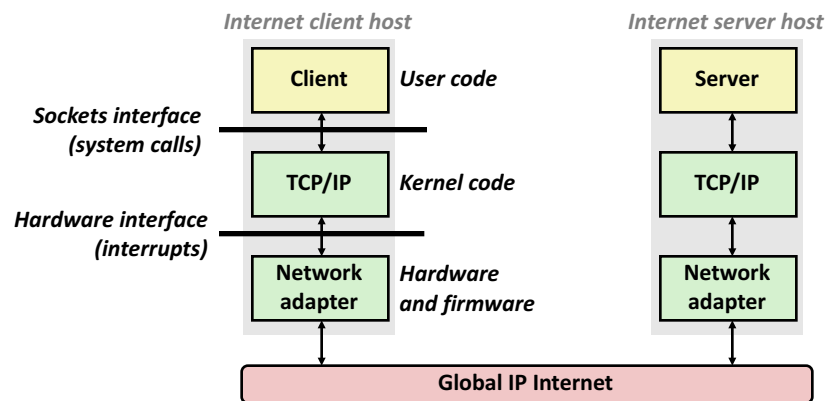 Internet client host
Internet server host
Client
User code
Server
Sockets interface
(system calls)
TCP/IP
Kernel code
TCP/IP
Hardware interface
(interrupts)
Network
adapter
Hardware
and firmware
Network
adapter
Global IP Internet